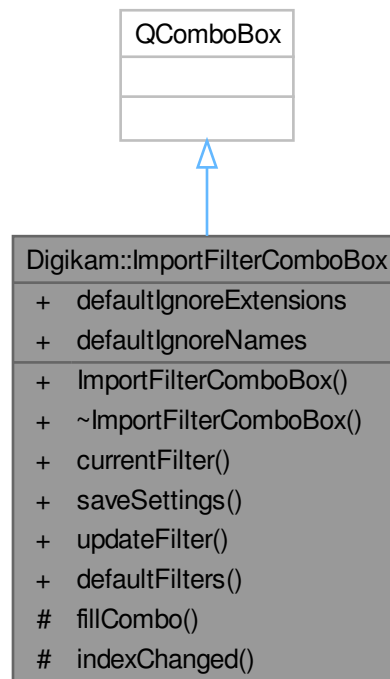 QComboBox
Digikam::ImportFilterComboBox
+ defaultIgnoreExtensions
+ defaultIgnoreNames
+ ImportFilterComboBox()
+ ~ImportFilterComboBox()
+ currentFilter()
+ saveSettings()
+ updateFilter()
+ defaultFilters()
# fillCombo()
# indexChanged()